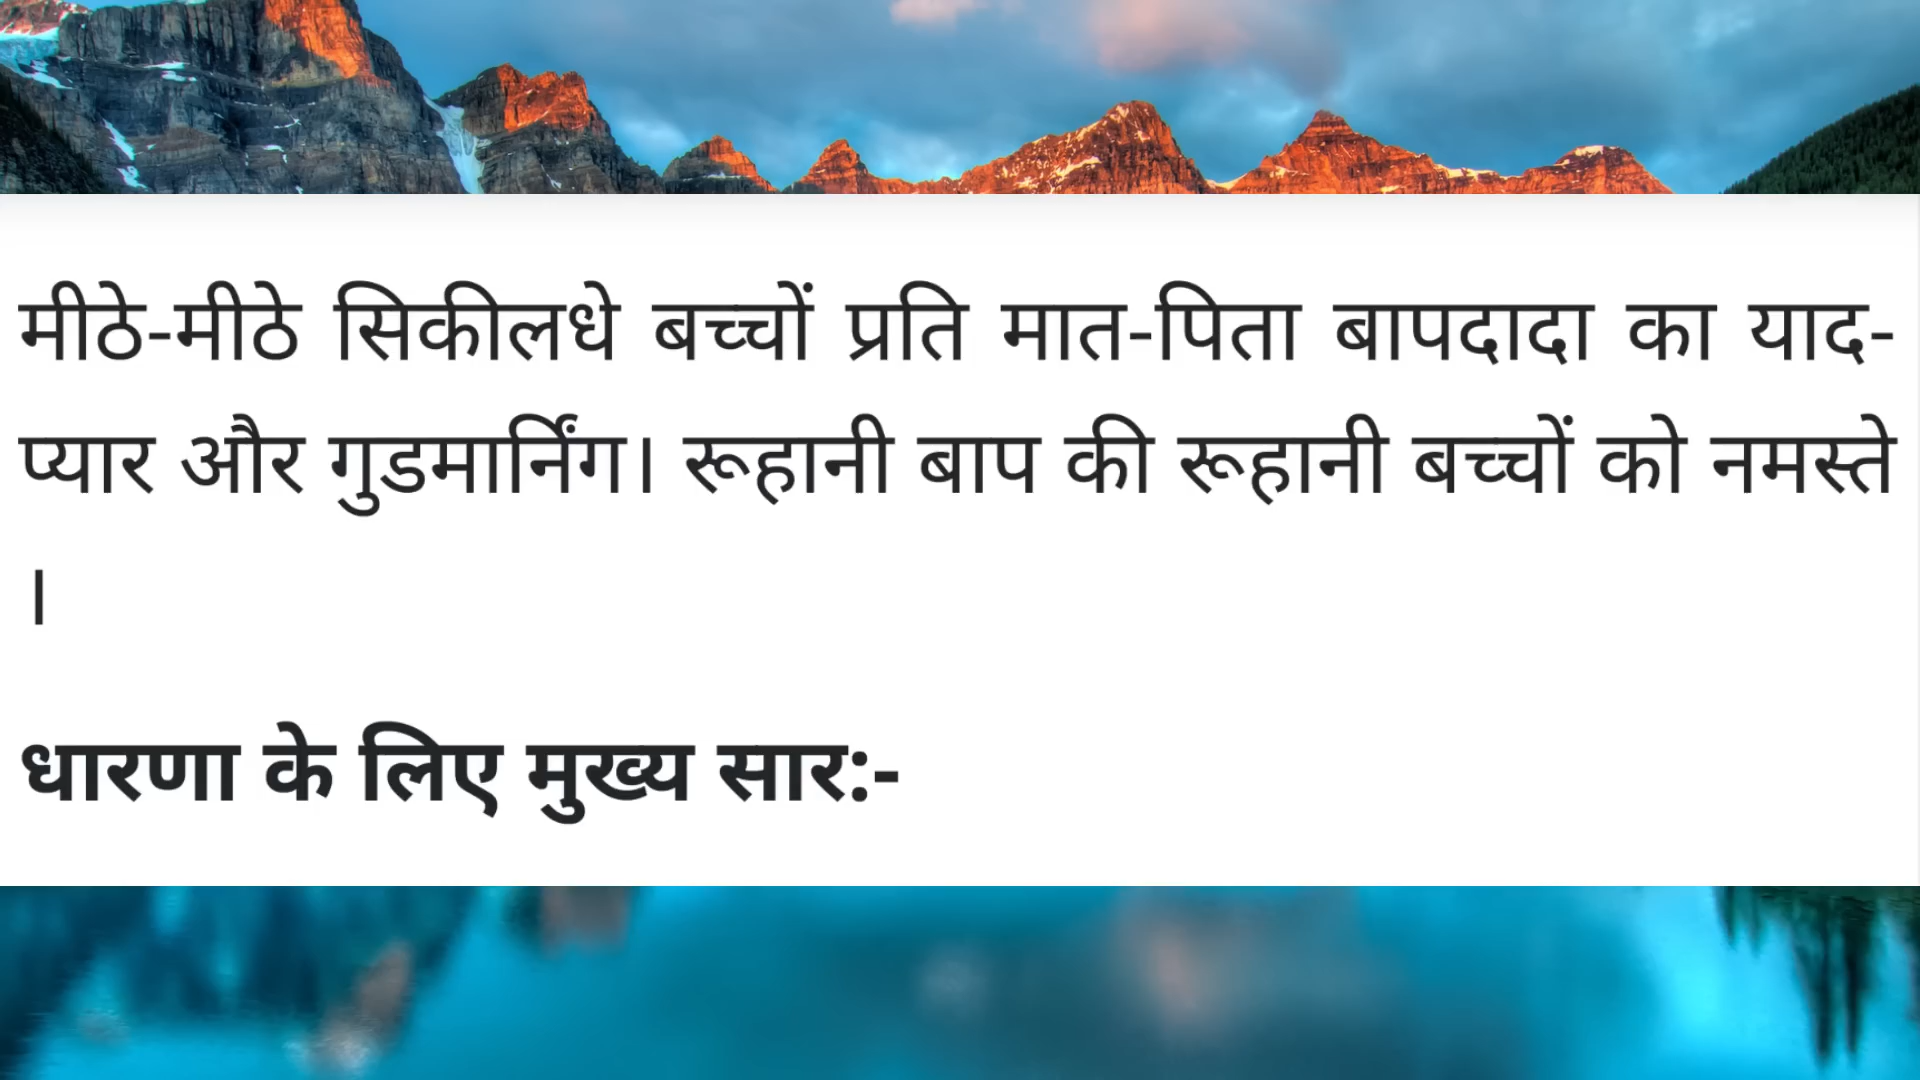 मीठे-मीठे सिकीलधे बच्चों प्रति मात-पिता बापदादा का याद-
प्यार और गुडमार्निंग। रूहानी बाप की रूहानी बच्चों को नमस्ते
।
धारणा के लिए मुख्य सार:-